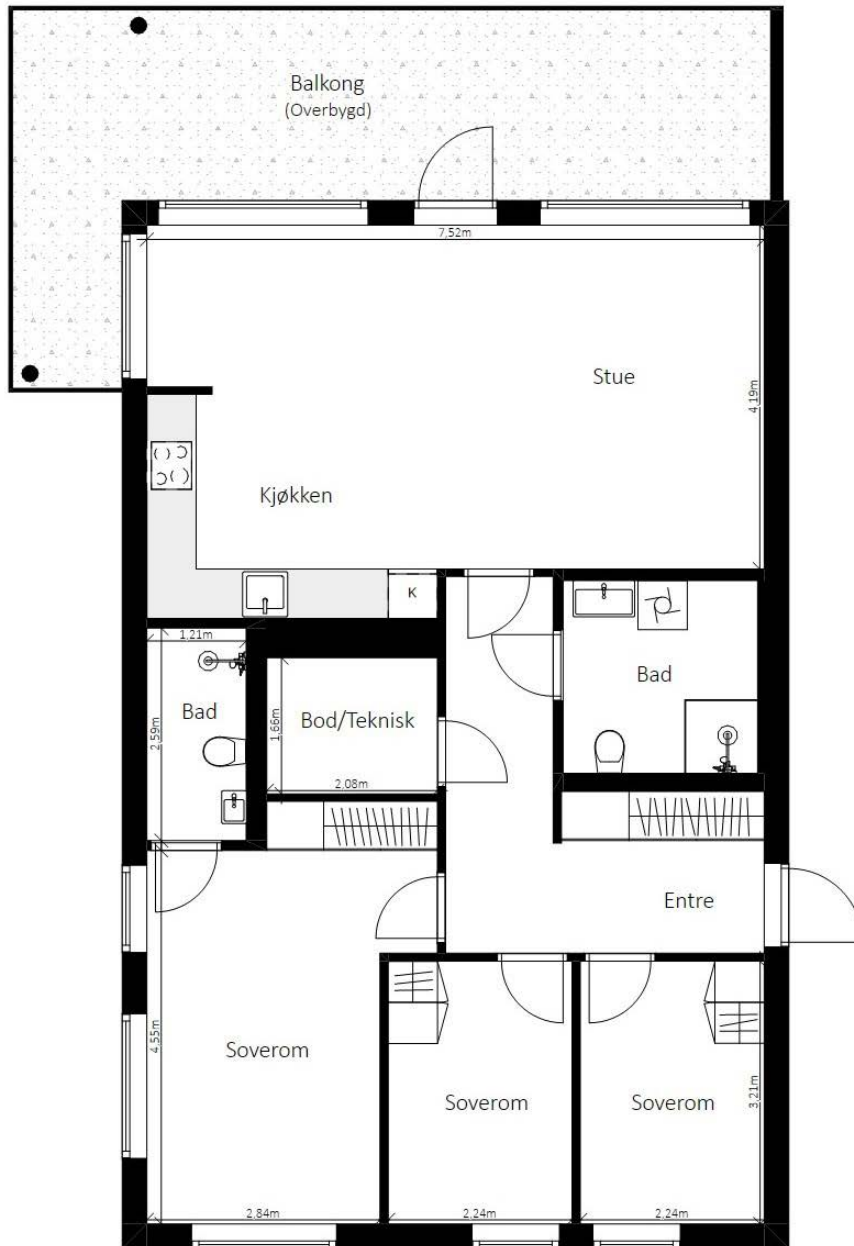 Balkong
(Overbygd)
7,52m
Stue
4,19m
Kjøkken
K
1,21m
Bad
2,59m
Bod/Teknisk
1,66m
2,08m
Bad
Entre
Soverom
4,55m
2,84m
Soverom
2,24m
Soverom
3,21m
2,24m